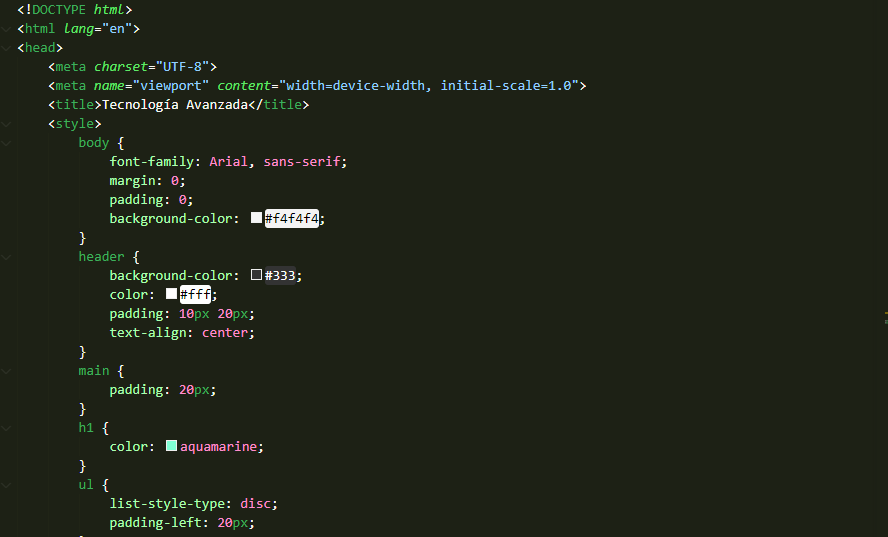 <!DOCTYPE html>
<html lang="en">
<head>
    <meta charset="UTF-8">
    <meta name="viewport" content="width=device-width, initial-scale=1.0">
    <title>Tecnología Avanzada</title>
    <style>
        body {
            font-family: Arial, sans-serif;
            margin: 0;
            padding: 0;
            background-color: #f4f4f4;
        }
        header {
            background-color: #333;
            color: #fff;
            padding: 10px 20px;
            text-align: center;
        }
        main {
            padding: 20px;
        }
        h1 {
            color: aquamarine;
        }
        ul {
            list-style-type: disc;
            padding-left: 20px;